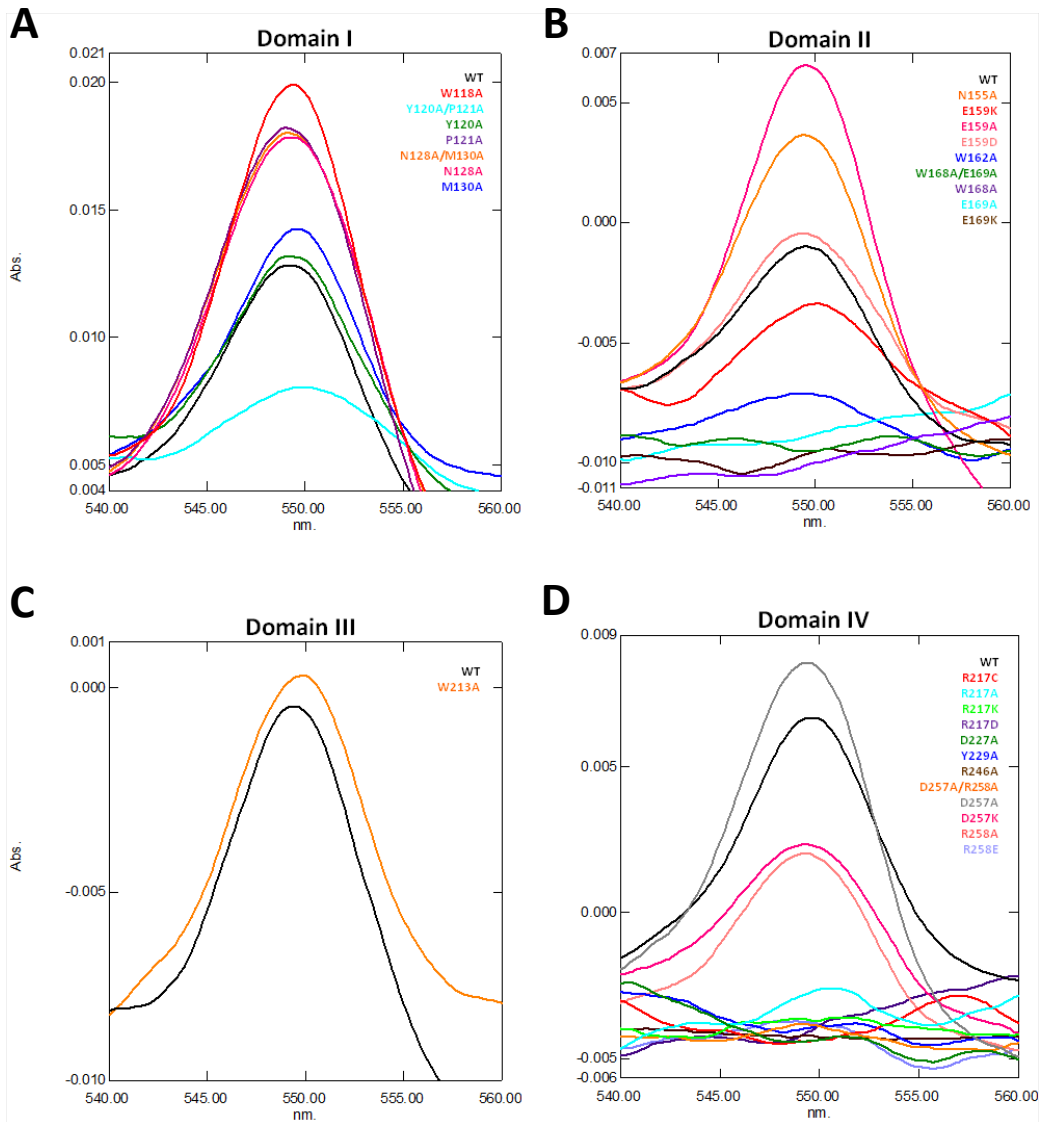 A
Domain I
0.021
0.020
0.015
0.010
0.005
0.004
Abs.
WT
W118A
Y120A/P121A
Y120A
P121A
N128A/M130A
N128A
M130A
540.00 545.00 550.00 555.00 560.00
nm.
B
Domain II
0.007
0.005
0.000
-0.005
-0.010
-0.011
WT
N155A
E159K
E159A
E159D
W162A
W168A/E169A
W168A
E169A
E169K
540.00 545.00 550.00 555.00 560.00
nm.
C
Domain III
0.001
0.000
-0.005
-0.010
Abs.
WT
W213A
540.00 545.00 550.00 555.00 560.00
nm.
D
Domain IV
0.009
0.005
0.000
-0.005
-0.006
WT
R217C
R217A
R217K
R217D
D227A
Y229A
R246A
D257A/R258A
D257A
D257K
R258A
R258E
540.00 545.00 550.00 555.00 560.00
nm.